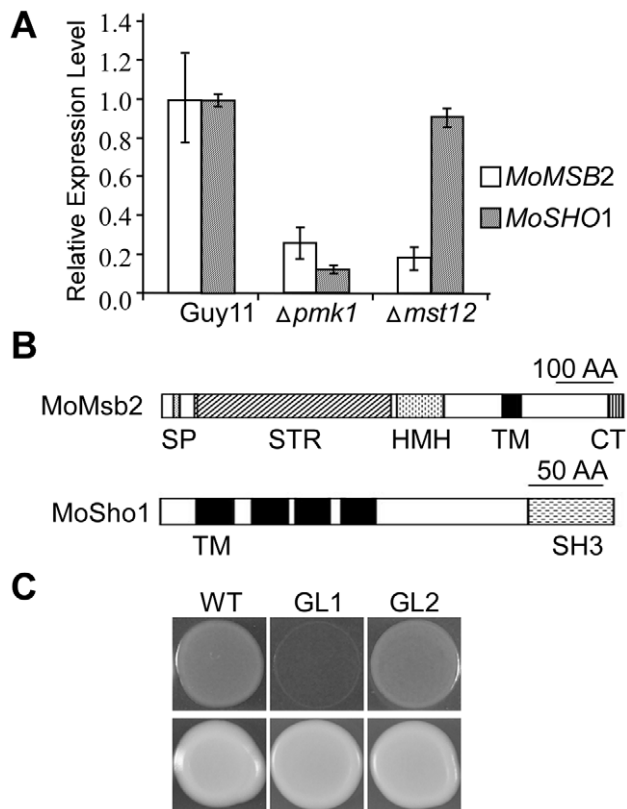 A
Relative Expression Level
1.4
1.2
1.0
0.8
0.6
0.4
0.2
0.0
Guy11 Δpmk1 Δmst12
MoMSB2
MoSHO1
B
100 AA
MoMsb2
SP STR HMH TM CT
50 AA
MoSho1
TM SH3
C
WT GL1 GL2